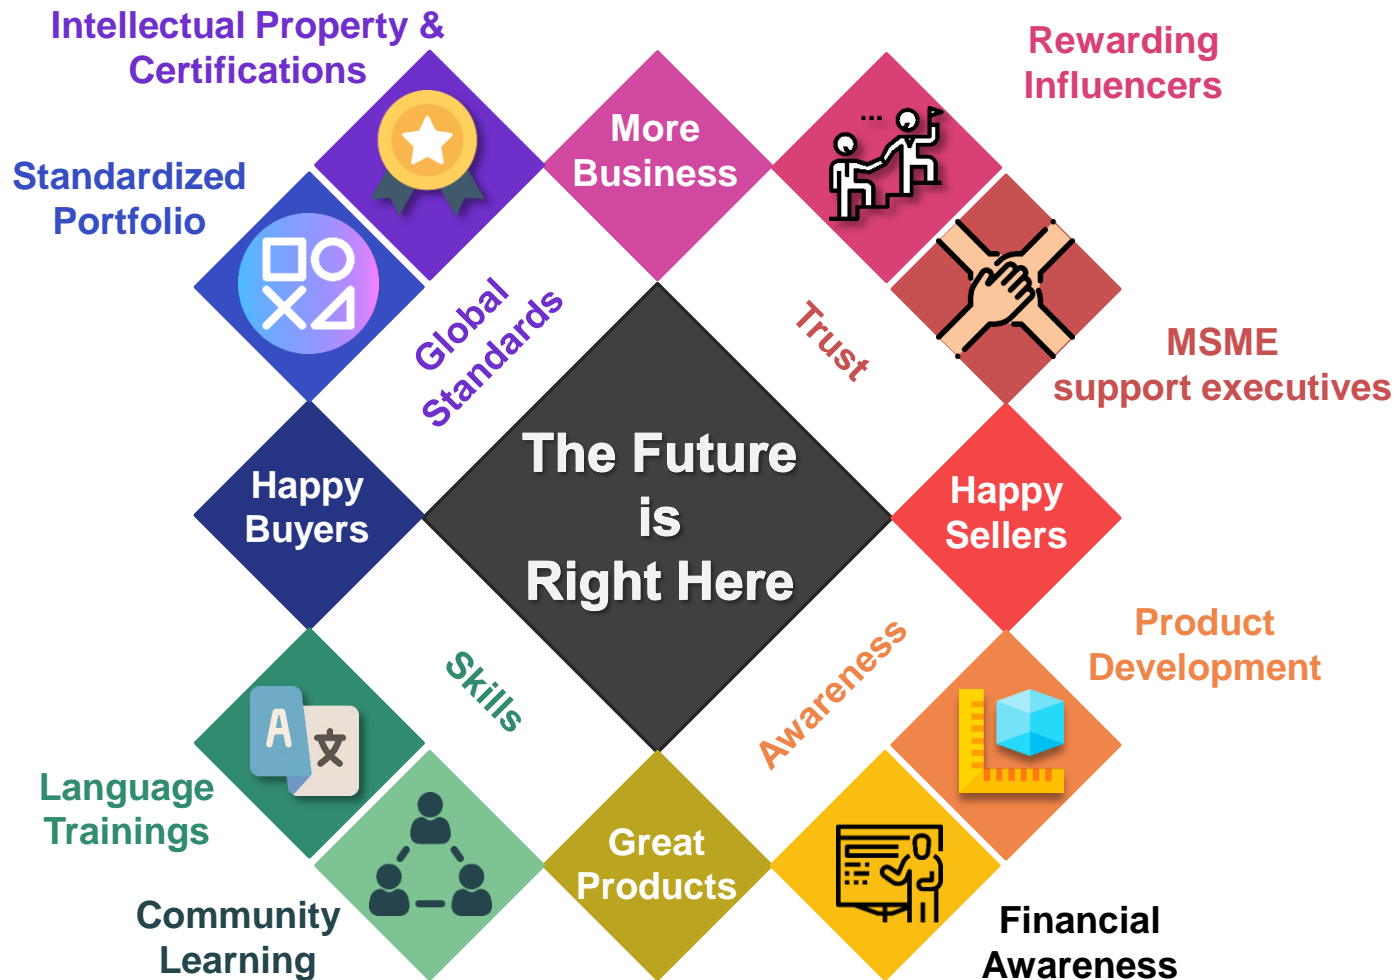 Intellectual Property &
Certifications
Rewarding
Influencers
More
Business
...
Standardized
Portfolio
Global
Standards
Trust
MSME
support executives
The Future
is
Right Here
Happy
Buyers
Happy
Sellers
Product
Development
Skills
Awareness
A
文
Language
Trainings
Great
Products
Community
Learning
Financial
Awareness